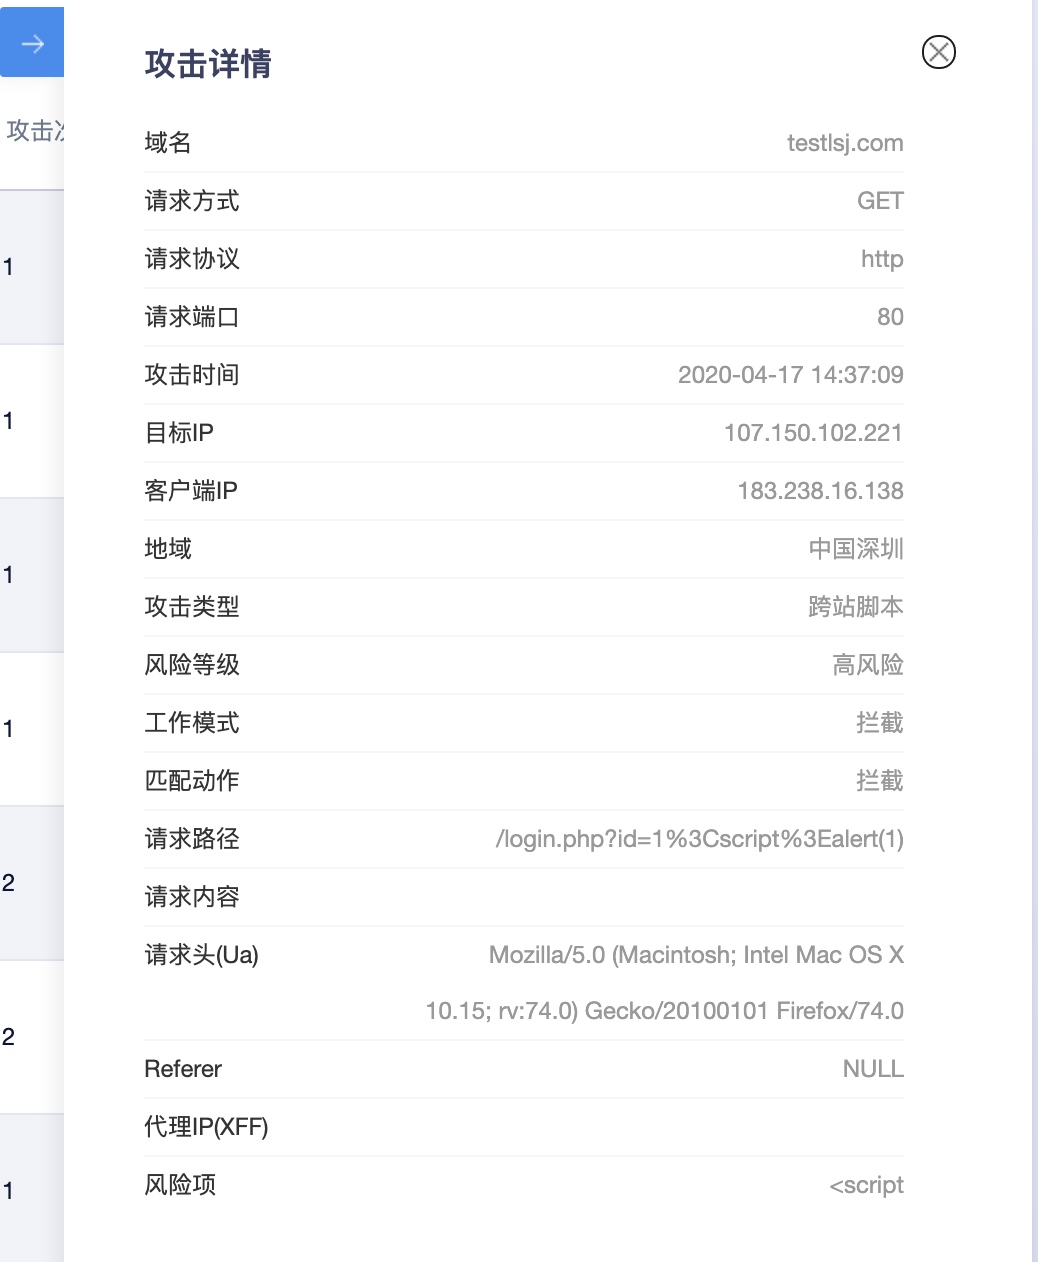 攻击详情
域名 testlsj.com
请求方式 GET
请求协议 http
请求端口 80
攻击时间 2020-04-17 14:37:09
目标IP 107.150.102.221
客户端IP 183.238.16.138
地域 中国深圳
攻击类型 跨站脚本
风险等级 高风险
工作模式 拦截
匹配动作 拦截
请求路径 /login.php?id=1%3Cscript%3Ealert(1)
请求内容
请求头(Ua) Mozilla/5.0 (Macintosh; Intel Mac OS X
10.15; rv:74.0) Gecko/20100101 Firefox/74.0
Referer NULL
代理IP(XFF)
风险项 <script
攻击
1
1
1
1
2
2
1